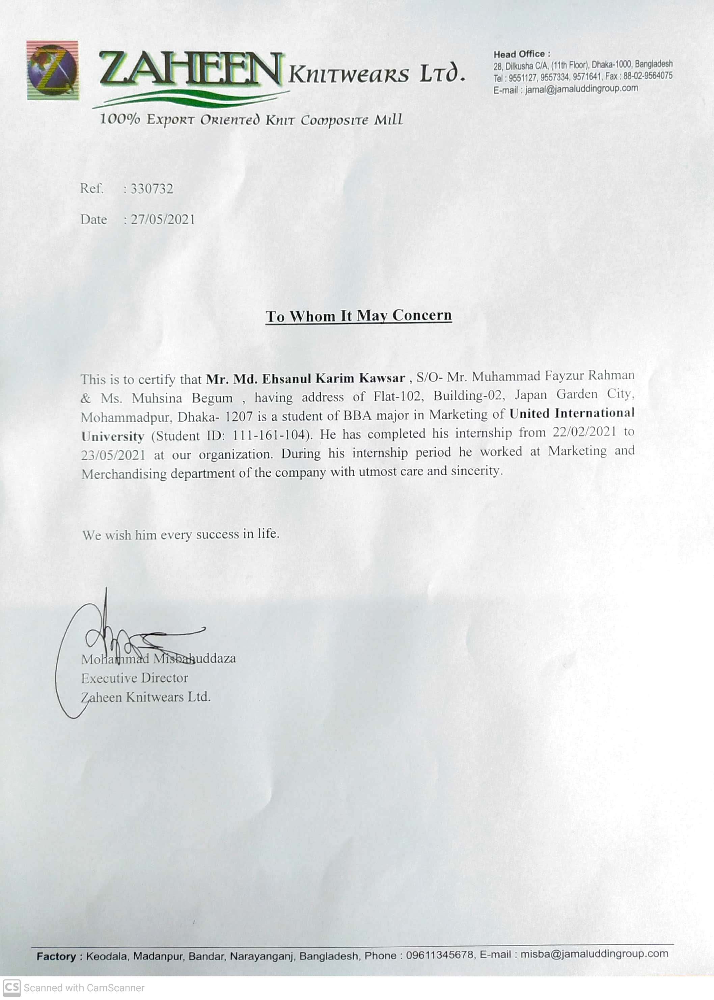 ZAHEEN Knitwears Ltd.
100% Export Oriented Knit Composite Mill
Head Office :
28, Dilkusha C/A, (11th Floor), Dhaka-1000, Bangladesh
Tel : 9551127, 9557334, 9571641, Fax : 88-02-9564075
E-mail : jamal@jamaluddingroup.com
Ref. : 330732
Date : 27/05/2021
To Whom It May Concern
This is to certify that Mr. Md. Ehsanul Karim Kawsar , S/O- Mr. Muhammad Fayzur Rahman
& Ms. Muhsina Begum , having address of Flat-102, Building-02, Japan Garden City,
Mohammadpur, Dhaka- 1207 is a student of BBA major in Marketing of United International
University (Student ID: 111-161-104). He has completed his internship from 22/02/2021 to
23/05/2021 at our organization. During his internship period he worked at Marketing and
Merchandising department of the company with utmost care and sincerity.
We wish him every success in life.
Mohammad Misbahuddaza
Executive Director
Zaheen Knitwears Ltd.
Factory : Keodala, Madanpur, Bandar, Narayanganj, Bangladesh, Phone : 09611345678, E-mail : misba@jamaluddingroup.com
CS Scanned with CamScanner